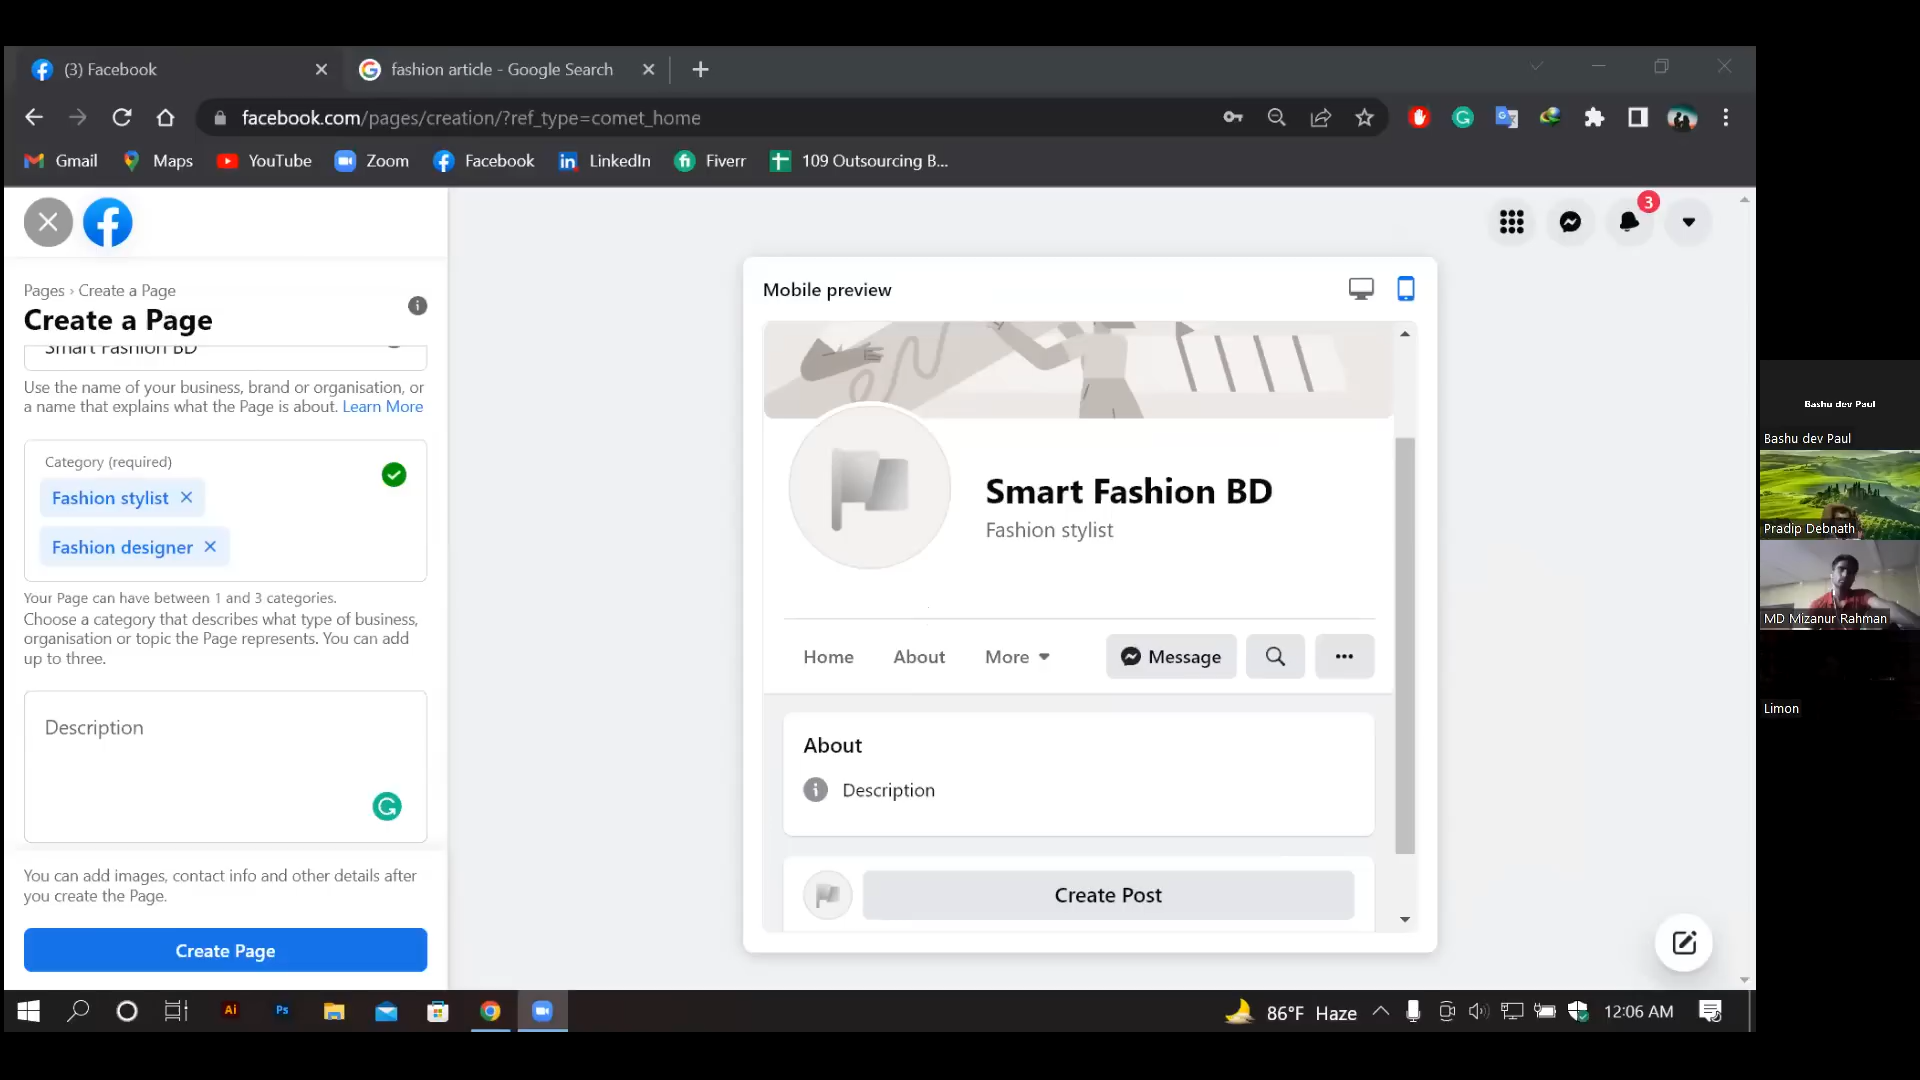 (3) Facebook
fashion article - Google Search
facebook.com/pages/creation/?ref_type=comet_home
Gmail
Maps
YouTube
Zoom
Facebook
LinkedIn
Fiverr
109 Outsourcing B...
3
Pages › Create a Page
Create a Page
Smart Fashion BD
Use the name of your business, brand or organisation, or
a name that explains what the Page is about. Learn More
Category (required)
Fashion stylist
Fashion designer
Your Page can have between 1 and 3 categories.
Choose a category that describes what type of business,
organisation or topic the Page represents. You can add
up to three.
Description
You can add images, contact info and other details after
you create the Page.
Create Page
Mobile preview
Smart Fashion BD
Fashion stylist
Home
About
More
Message
About
Description
Create Post
Bashu dev Paul
Bashu dev Paul
Pradip Debnath
MD Mizanur Rahman
Limon
Ai
Ps
86°F Haze
12:06 AM